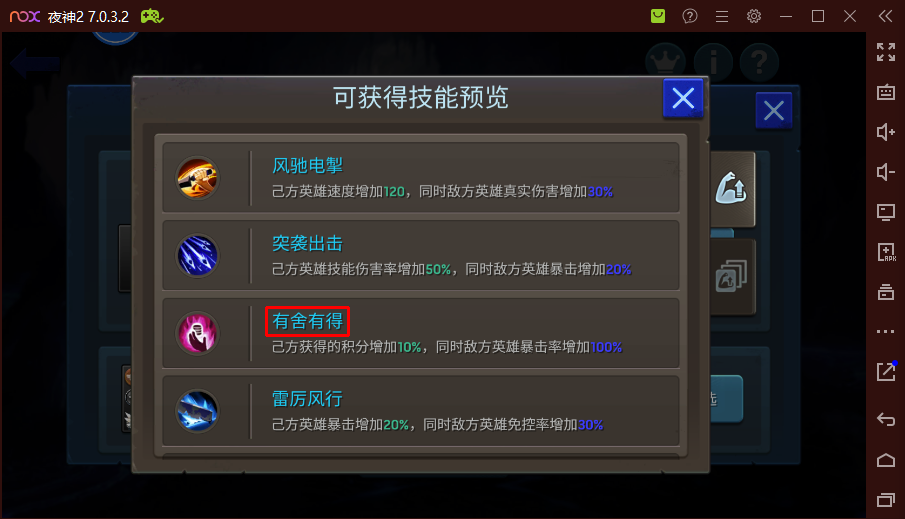 nox 夜神2 7.0.3.2
可获得技能预览
风驰电掣
己方英雄速度增加120，同时敌方英雄真实伤害增加30%
突袭出击
己方英雄技能伤害率增加50%，同时敌方英雄暴击增加20%
有舍有得
己方获得的积分增加10%，同时敌方英雄暴击率增加100%
雷厉风行
己方英雄暴击增加20%，同时敌方英雄免控率增加30%
选
APK